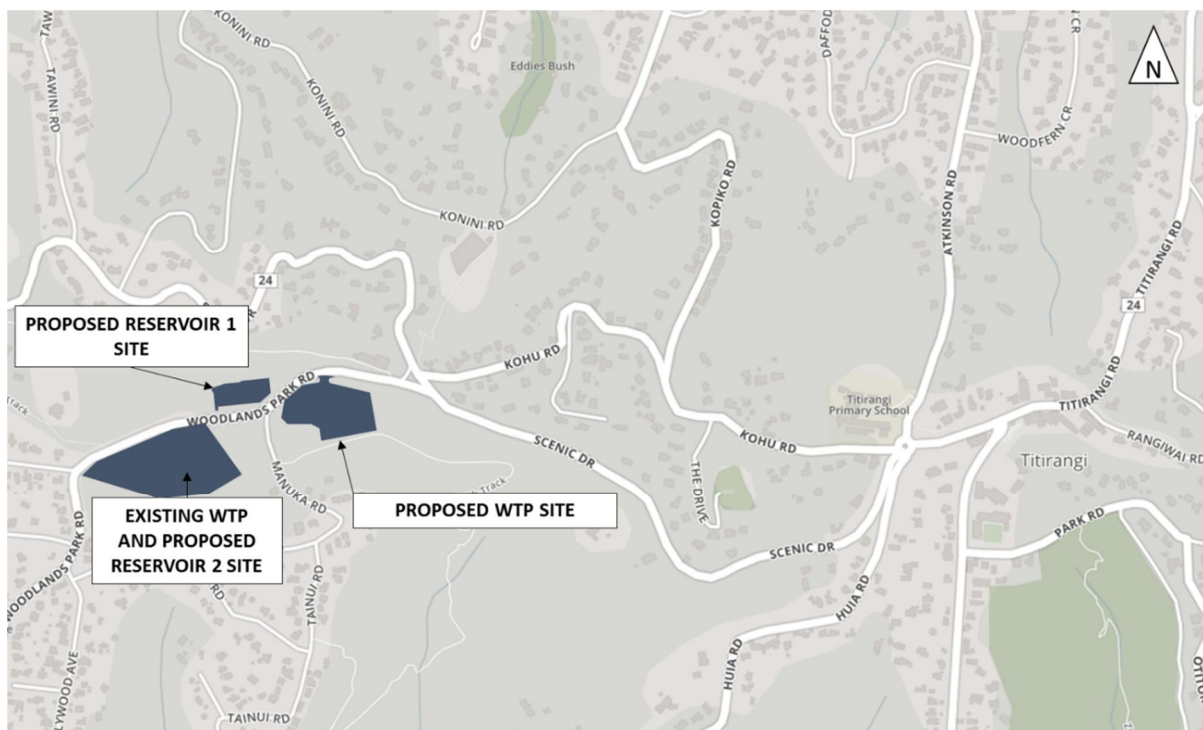 KONINI RD
TAWINI RD
KONINI RD
Eddies Bush
DAFFOD
CR
N
WOODFERN CR
KONINI RD
KOPIKO RD
ATKINSON RD
TITIRANGI RD
24
24
PROPOSED RESERVOIR 1
SITE
KOHU RD
WOODLANDS PARK RD
TITIRANGI RD
Titirangi
Primary School
KOHU RD
RANGIWAI RD
Titirangi
SCENIC DR
THE DRIVE
MANUKA RD
Track
Track
PROPOSED WTP SITE
EXISTING WTP
AND PROPOSED
RESERVOIR 2 SITE
PARK RD
SCENIC DR
HUIA RD
WOODLANDS PARK RD
RD
TAINUI RD
HUIA RD
LYWOOD AVE
TAINUI RD